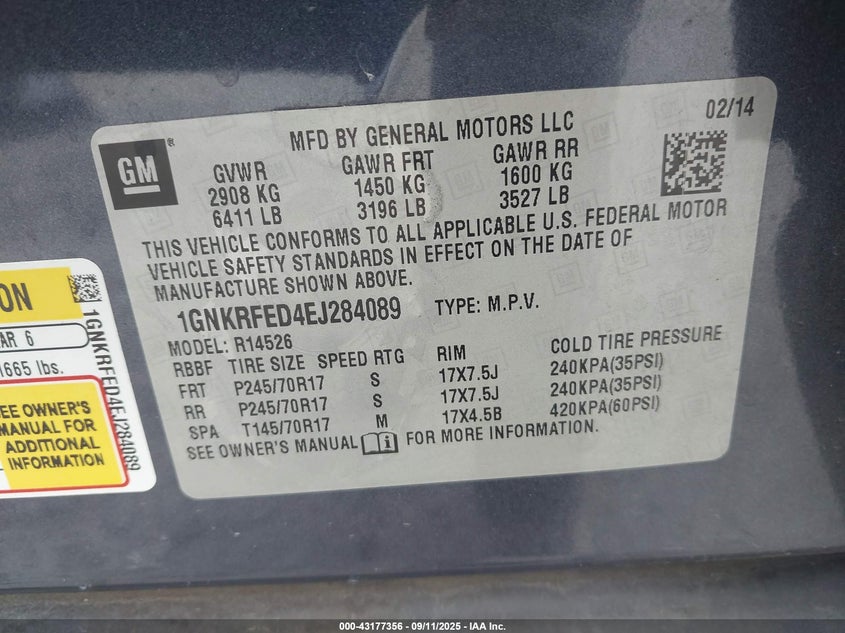 02/14
MFD BY GENERAL MOTORS LLC
GM
GVWR GAWR FRT GAWR RR
2908 KG 1450 KG 1600 KG
6411 LB 3196 LB 3527 LB
THIS VEHICLE CONFORMS TO ALL APPLICABLE U.S. FEDERAL MOTOR
VEHICLE SAFETY STANDARDS IN EFFECT ON THE DATE OF
MANUFACTURE SHOWN ABOVE.
1GNKRFED4EJ284089 TYPE: M.P.V.
MODEL: R14526
RBBF TIRE SIZE SPEED RTG RIM COLD TIRE PRESSURE
FRT P245/70R17 S 17X7.5J 240KPA(35PSI)
RR P245/70R17 S 17X7.5J 240KPA(35PSI)
SPA T145/70R17 M 17X4.5B 420KPA(60PSI)
SEE OWNER'S MANUAL FOR MORE INFORMATION.
ON
AR 6
1665 lbs.
EE OWNER'S
MANUAL FOR
ADDITIONAL
INFORMATION
1GNKRFED4EJ284089
000-43177356 - 09/11/2025 - IAA Inc.